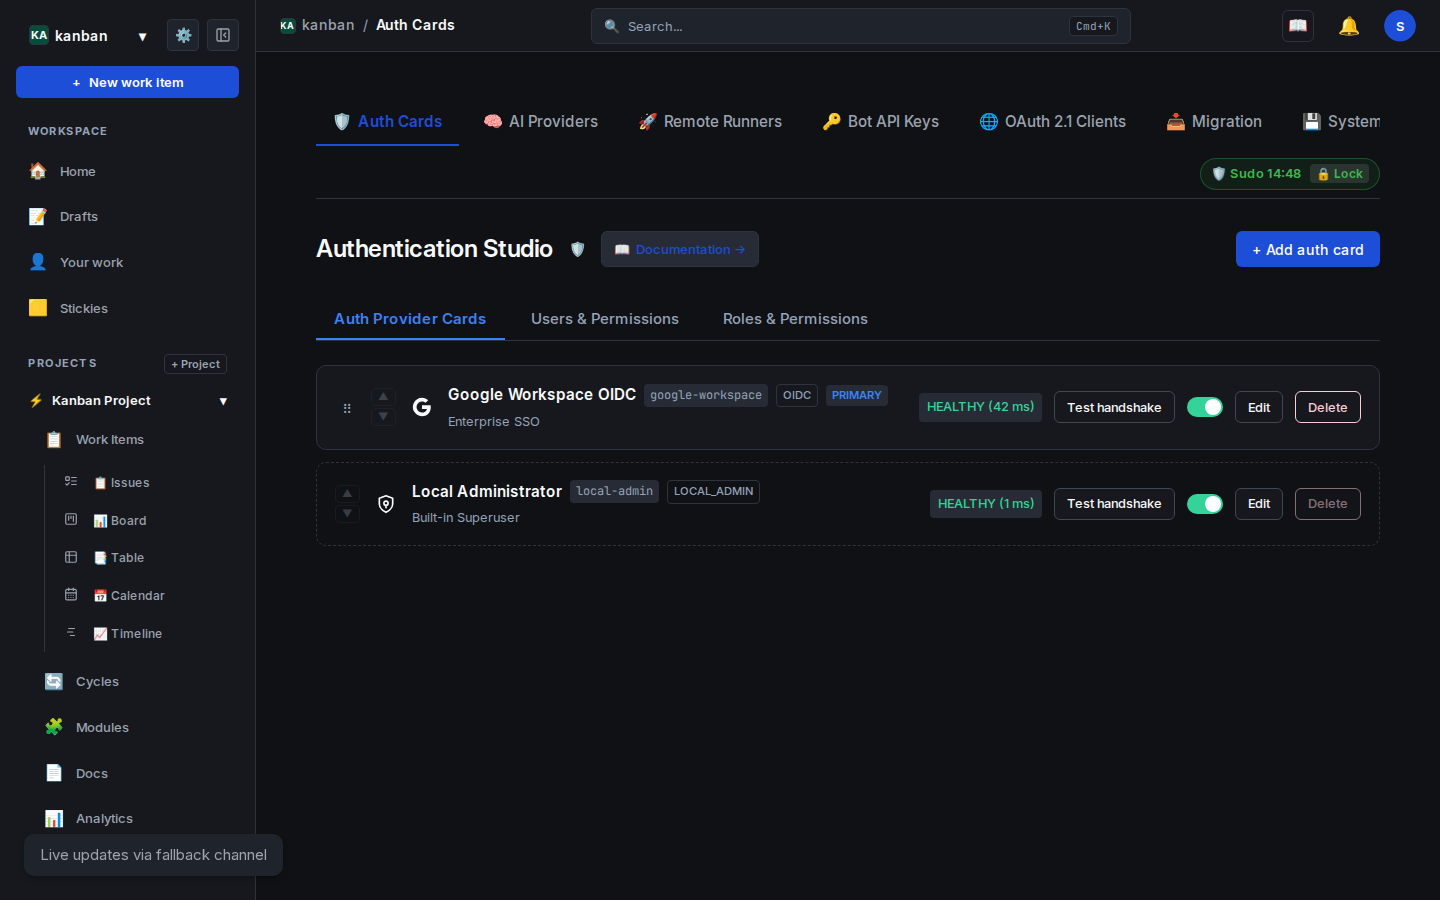 KA kanban ▾
+ New work item
WORKSPACE
Home
Drafts
Your work
Stickies
PROJECTS + Project
Kanban Project ▾
Work Items
Issues
Board
Table
Calendar
Timeline
Cycles
Modules
Docs
Analytics
Live updates via fallback channel
KA kanban / Auth Cards
Search... Cmd+K
S
Auth Cards AI Providers Remote Runners Bot API Keys OAuth 2.1 Clients Migration System
Sudo 14:48 Lock
Authentication Studio Documentation →
+ Add auth card
Auth Provider Cards Users & Permissions Roles & Permissions
Google Workspace OIDC google-workspace OIDC PRIMARY
Enterprise SSO
HEALTHY (42 ms) Test handshake Edit Delete
Local Administrator local-admin LOCAL_ADMIN
Built-in Superuser
HEALTHY (1 ms) Test handshake Edit Delete